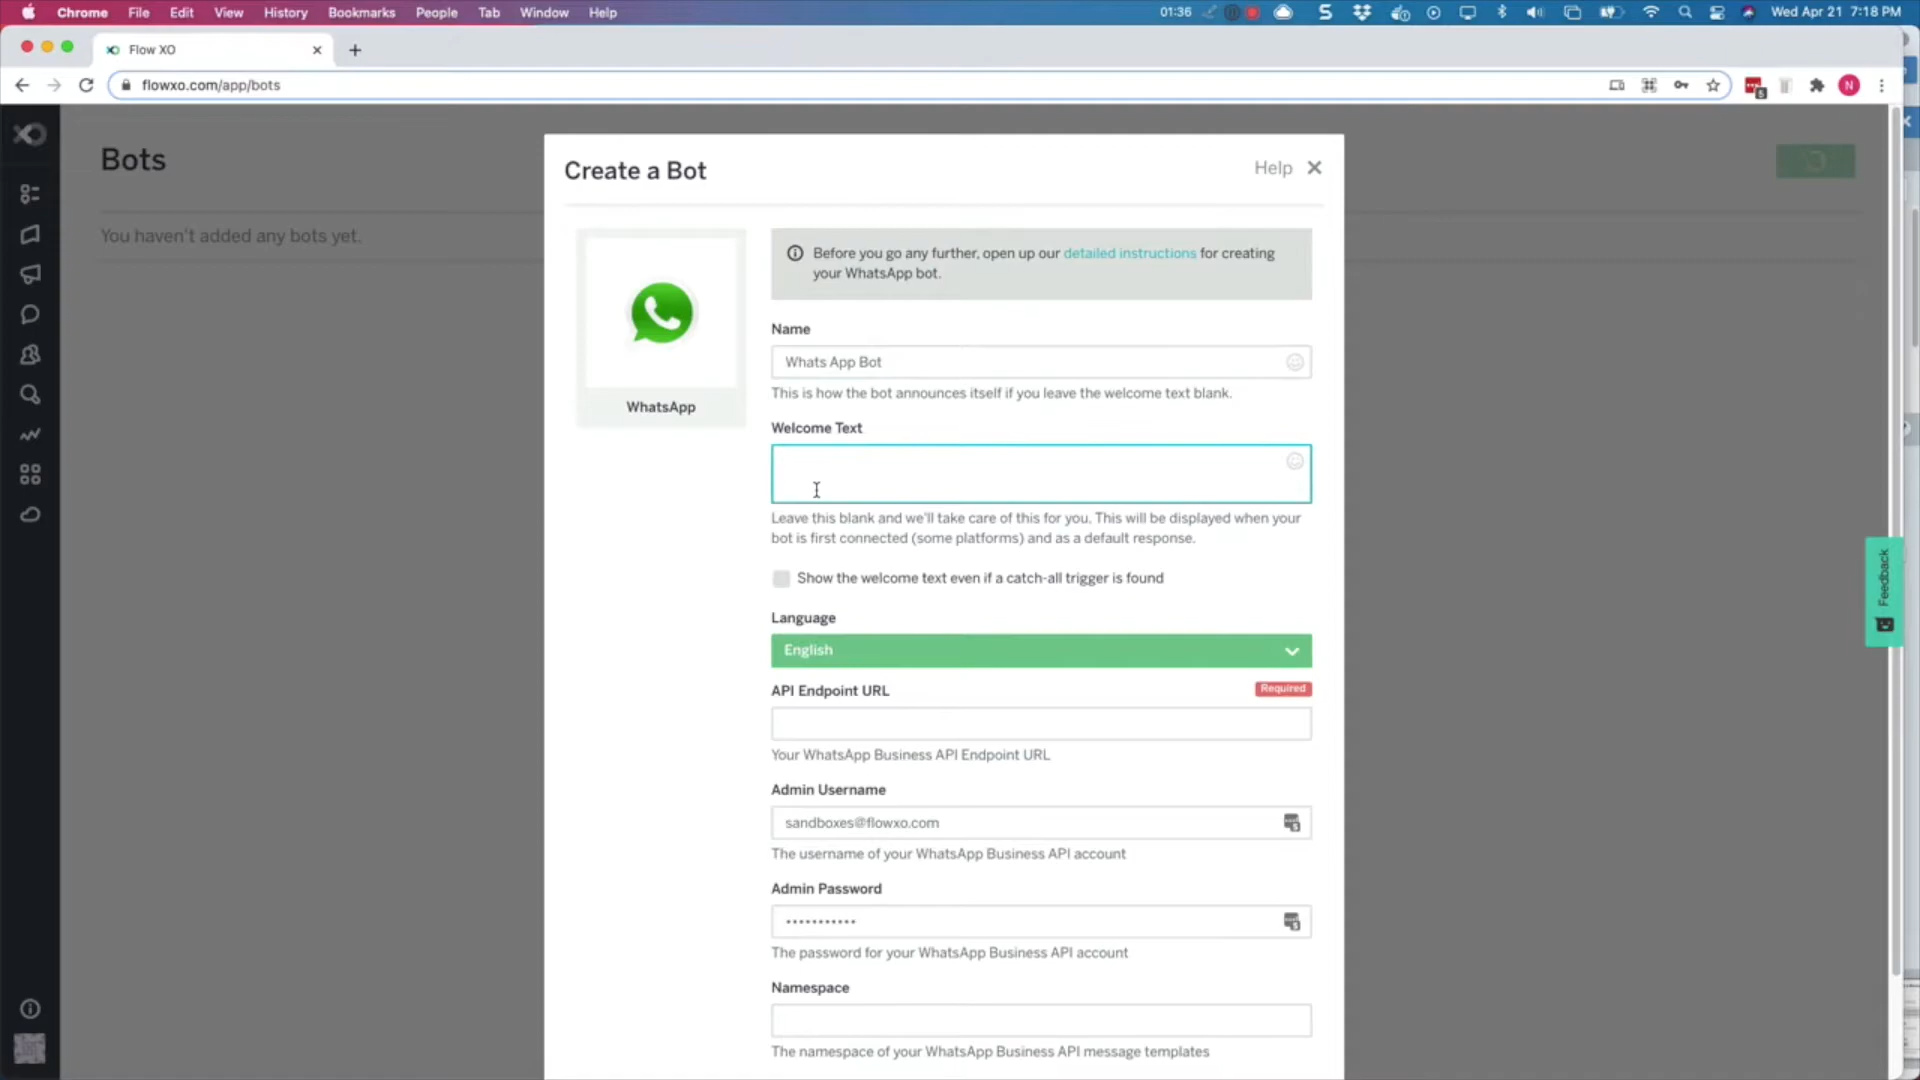 Chrome File Edit View History Bookmarks People Tab Window Help 01:36 Wed Apr 21 7:18 PM
Flow XO
flowxo.com/app/bots
N
Bots
You haven't added any bots yet.
Create a Bot
Help
WhatsApp
Before you go any further, open up our detailed instructions for creating
your WhatsApp bot.
Name
Whats App Bot
This is how the bot announces itself if you leave the welcome text blank.
Welcome Text
Leave this blank and we'll take care of this for you. This will be displayed when your
bot is first connected (some platforms) and as a default response.
Show the welcome text even if a catch-all trigger is found
Language
English
API Endpoint URL
Required
Your WhatsApp Business API Endpoint URL
Admin Username
sandboxes@flowxo.com
The username of your WhatsApp Business API account
Admin Password
•••••••••••
The password for your WhatsApp Business API account
Namespace
The namespace of your WhatsApp Business API message templates
Feedback